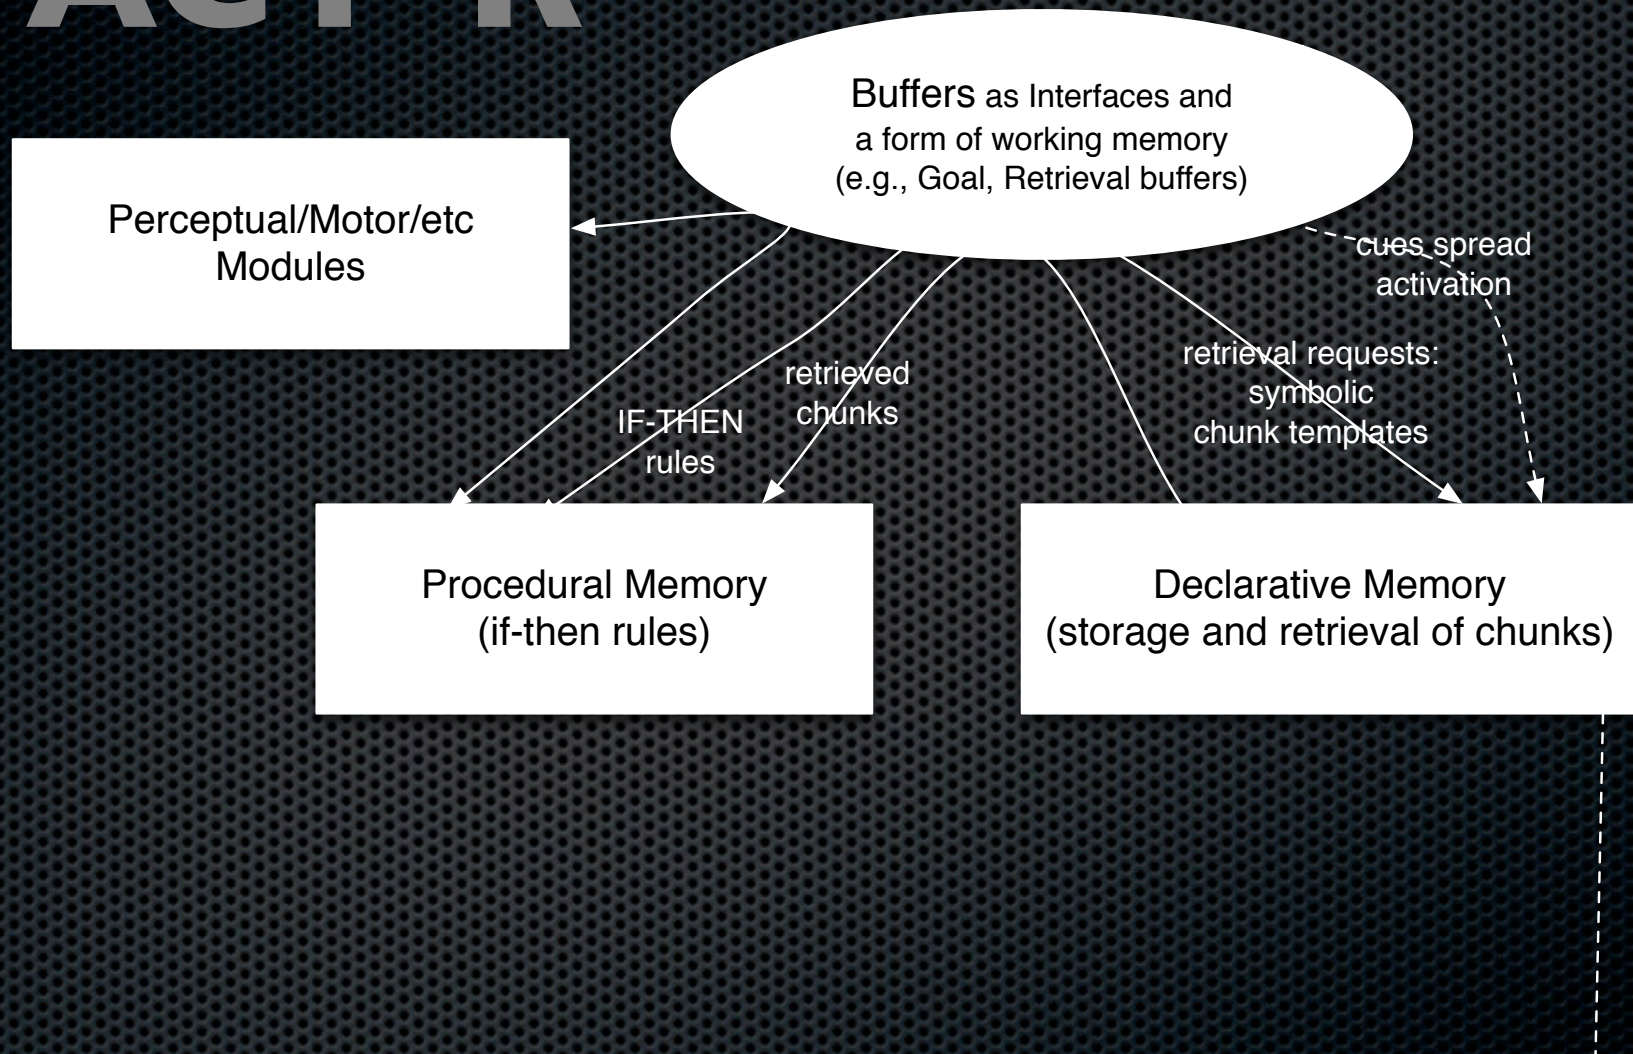 ACT-R
Buffers as Interfaces and
a form of working memory
(e.g., Goal, Retrieval buffers)
Perceptual/Motor/etc
Modules
cues spread
activation
retrieval requests:
symbolic
chunk templates
retrieved
chunks
IF-THEN
rules
Procedural Memory
(if-then rules)
Declarative Memory
(storage and retrieval of chunks)